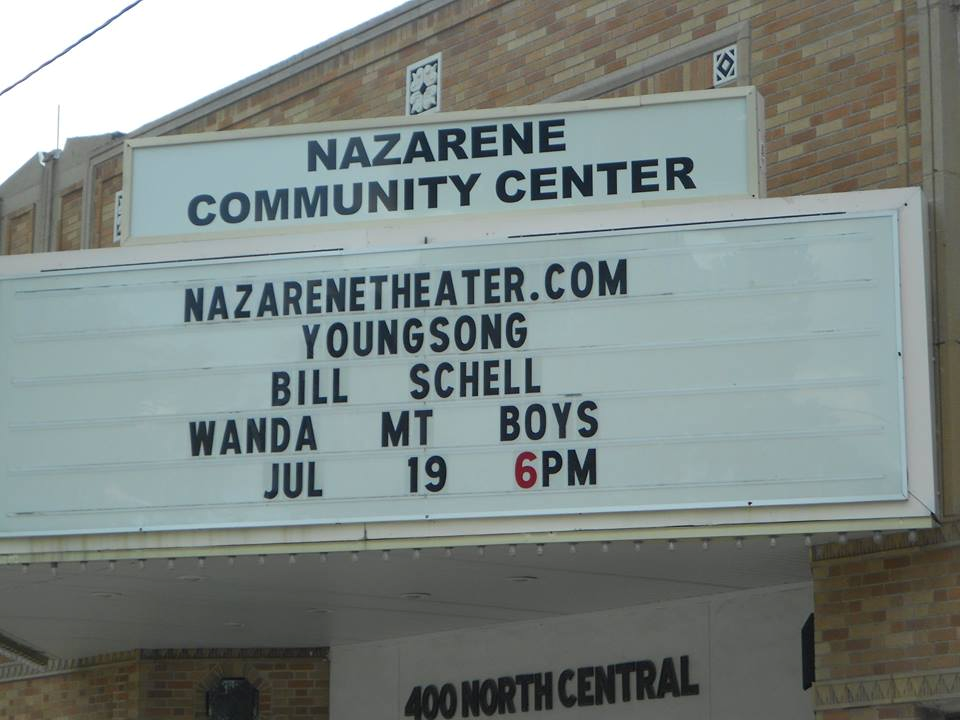 NAZARENE
COMMUNITY CENTER
NAZARENETHEATER.COM
YOUNGSONG
BILL SCHELL
WANDA MT BOYS
JUL 19 6PM
400 NORTH CENTRAL